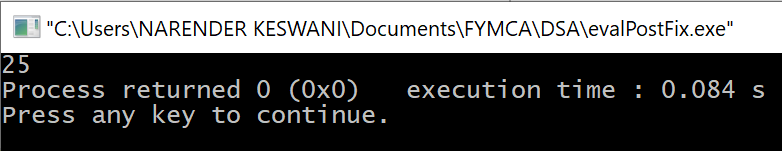 "C:\Users\NARENDER KESWANI\Documents\FYMCA\DSA\evalPostFix.exe"
25
Process returned 0 (0x0)   execution time : 0.084 s
Press any key to continue.